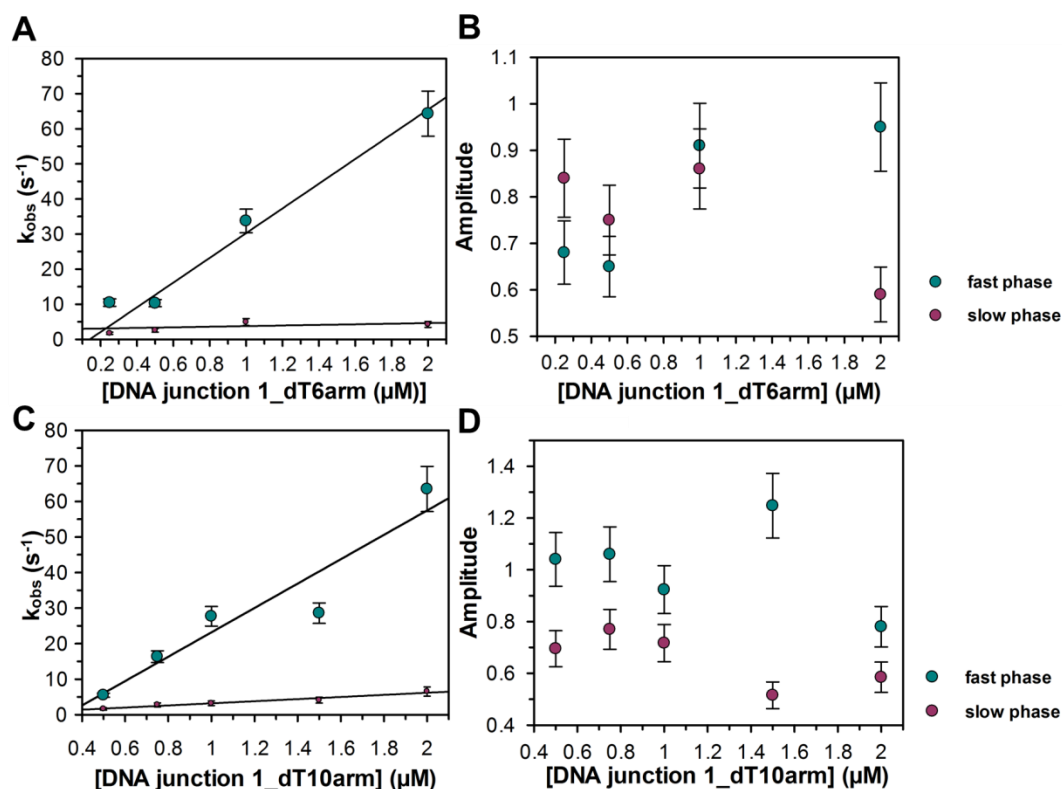 A
80
70
60
50
40
30
20
10
0
kobs (s-1)
0.2 0.4 0.6 0.8 1 1.2 1.4 1.6 1.8 2
[DNA junction 1_dT6arm (µM)]
B
1.1
1
0.9
0.8
0.7
0.6
0.5
Amplitude
0.2 0.4 0.6 0.8 1 1.2 1.4 1.6 1.8 2
[DNA junction 1_dT6arm] (µM)
fast phase
slow phase
C
80
70
60
50
40
30
20
10
0
kobs (s-1)
0.4 0.6 0.8 1 1.2 1.4 1.6 1.8 2
[DNA junction 1_dT10arm] (µM)
D
1.4
1.2
1
0.8
0.6
0.4
Amplitude
0.4 0.6 0.8 1 1.2 1.4 1.6 1.8 2
[DNA junction 1_dT10arm] (µM)
fast phase
slow phase